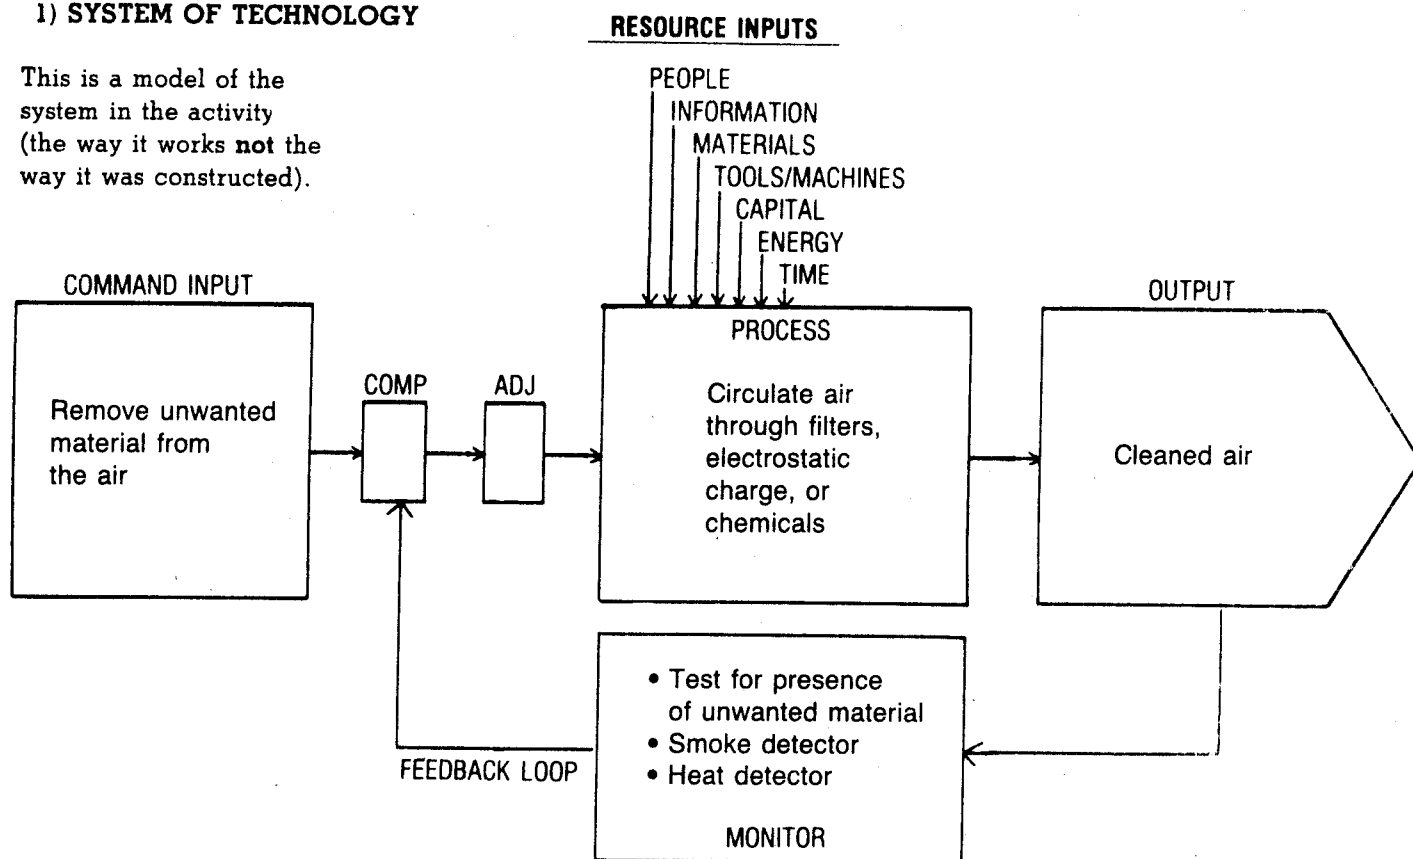 1) SYSTEM OF TECHNOLOGY
This is a model of the
system in the activity
(the way it works not the
way it was constructed).
RESOURCE INPUTS
PEOPLE
INFORMATION
MATERIALS
TOOLS/MACHINES
CAPITAL
ENERGY
TIME
COMMAND INPUT
Remove unwanted
material from
the air
COMP
ADJ
PROCESS
Circulate air
through filters,
electrostatic
charge, or
chemicals
OUTPUT
Cleaned air
• Test for presence
of unwanted material
• Smoke detector
• Heat detector
MONITOR
FEEDBACK LOOP